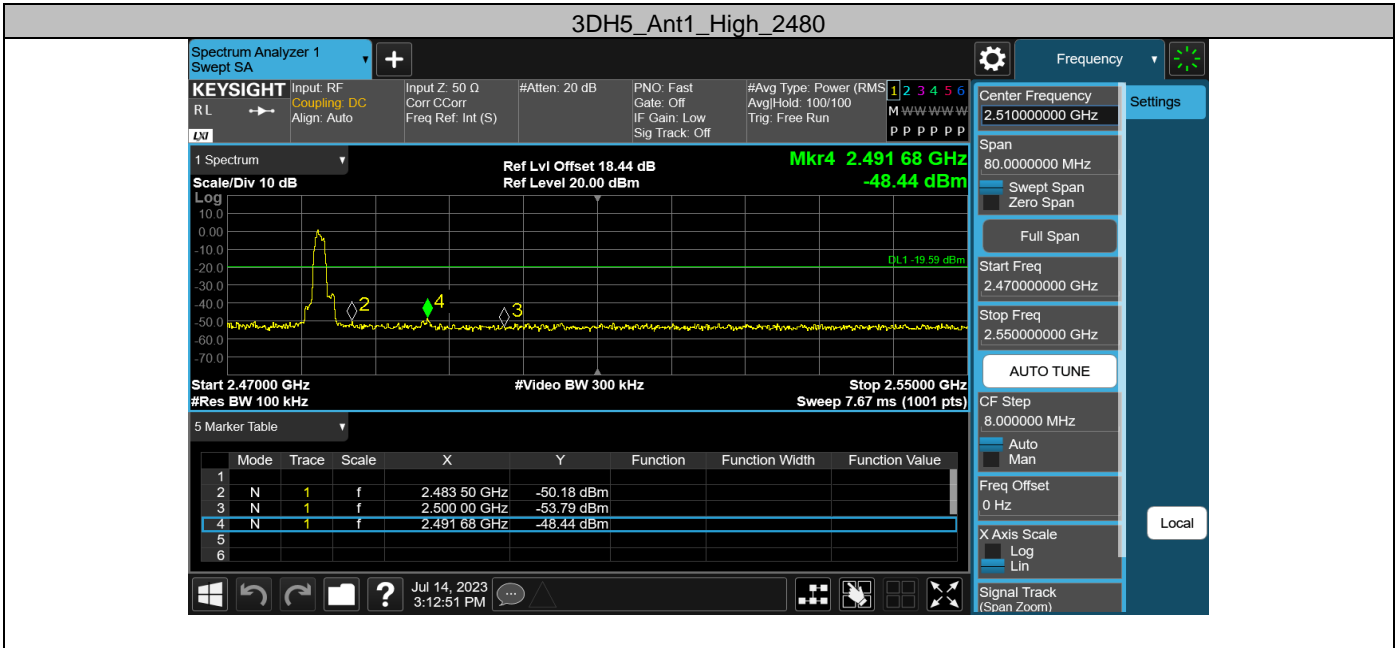 3DH5_Ant1_High_2480
Spectrum Analyzer 1
Swept SA
+
Frequency
KEYSIGHT
RL
LXI
Input: RF
Coupling: DC
Align: Auto
Input Z: 50 Ω
Corr CCorr
Freq Ref: Int (S)
#Atten: 20 dB
PNO: Fast
Gate: Off
IF Gain: Low
Sig Track: Off
#Avg Type: Power (RMS
Avg|Hold: 100/100
Trig: Free Run
1 2 3 4 5 6
M W W W W W
P P P P P P
1 Spectrum
Scale/Div 10 dB
Ref Lvl Offset 18.44 dB
Ref Level 20.00 dBm
Mkr4 2.491 68 GHz
-48.44 dBm
Log
10.0
0.00
-10.0
-20.0
-30.0
-40.0
-50.0
-60.0
-70.0
DL1 -19.59 dBm
2
4
3
Start 2.47000 GHz
#Video BW 300 kHz
Stop 2.55000 GHz
#Res BW 100 kHz
Sweep 7.67 ms (1001 pts)
5 Marker Table
Mode Trace Scale X Y Function Function Width Function Value
1
2 N 1 f 2.483 50 GHz -50.18 dBm
3 N 1 f 2.500 00 GHz -53.79 dBm
4 N 1 f 2.491 68 GHz -48.44 dBm
5
6
Center Frequency
2.510000000 GHz
Settings
Span
80.0000000 MHz
Swept Span
Zero Span
Full Span
Start Freq
2.470000000 GHz
Stop Freq
2.550000000 GHz
AUTO TUNE
CF Step
8.000000 MHz
Auto
Man
Freq Offset
0 Hz
X Axis Scale
Log
Lin
Local
Signal Track
(Span Zoom)
?
Jul 14, 2023
3:12:51 PM